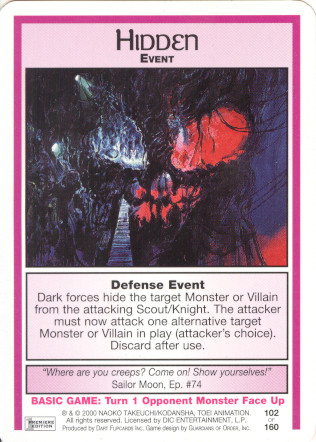 HIDDEN
EVENT
Defense Event
Dark forces hide the target Monster or Villain
from the attacking Scout/Knight. The attacker
must now attack one alternative target
Monster or Villain in play (attacker's choice).
Discard after use.
"Where are you creeps? Come on! Show yourselves!"
Sailor Moon, Ep. #74
BASIC GAME: Turn 1 Opponent Monster Face Up
PREMIERE
EDITION
® & © 2000 NAOKO TAKEUCHI/KODANSHA, TOEI ANIMATION.
All rights reserved. Licensed by DIC ENTERTAINMENT, L.P.
Produced by DART FLIPCARDS INC. Game design by GUARDIANS OF ORDER, INC.
102
OF
160